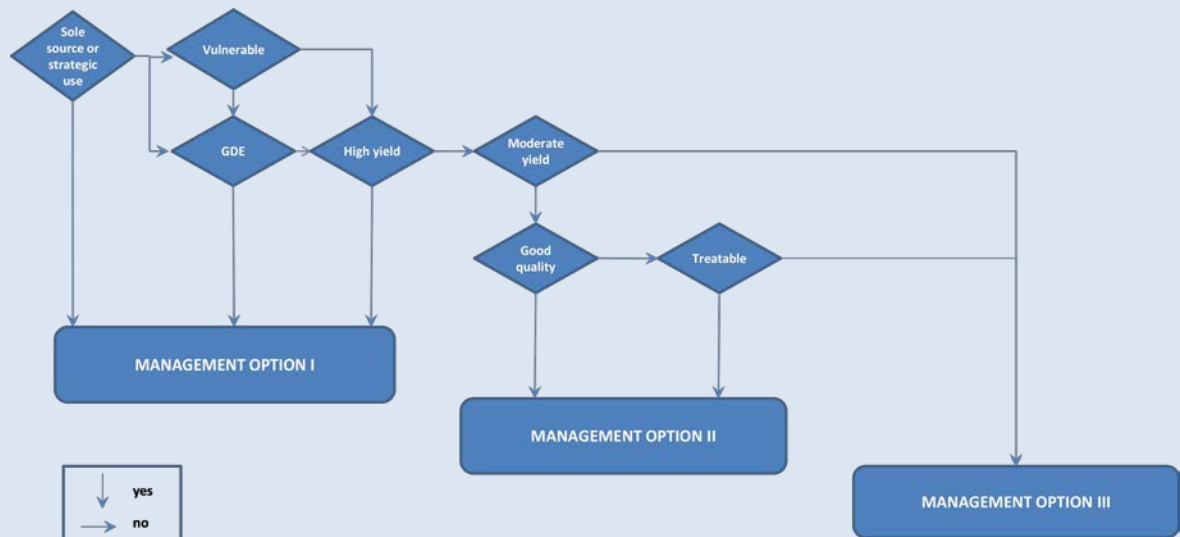 Sole
source or
strategic
use
Vulnerable
GDE
High yield
Moderate
yield
Good
quality
Treatable
MANAGEMENT OPTION I
MANAGEMENT OPTION II
MANAGEMENT OPTION III
yes
no